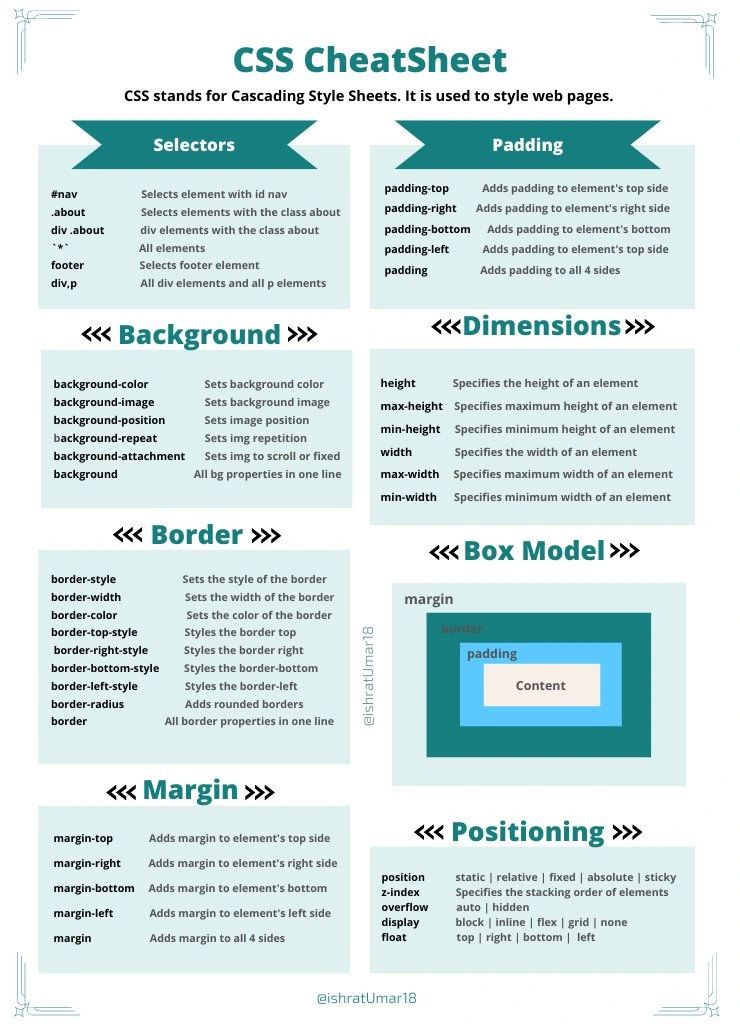 CSS CheatSheet
CSS stands for Cascading Style Sheets. It is used to style web pages.
Selectors
#nav Selects element with id nav
.about Selects elements with the class about
div .about div elements with the class about
`*` All elements
footer Selects footer element
div,p All div elements and all p elements
Padding
padding-top Adds padding to element's top side
padding-right Adds padding to element's right side
padding-bottom Adds padding to element's bottom
padding-left Adds padding to element's top side
padding Adds padding to all 4 sides
<<< Background >>>
background-color Sets background color
background-image Sets background image
background-position Sets image position
background-repeat Sets img repetition
background-attachment Sets img to scroll or fixed
background All bg properties in one line
<<< Dimensions >>>
height Specifies the height of an element
max-height Specifies maximum height of an element
min-height Specifies minimum height of an element
width Specifies the width of an element
max-width Specifies maximum width of an element
min-width Specifies minimum width of an element
<<< Border >>>
border-style Sets the style of the border
border-width Sets the width of the border
border-color Sets the color of the border
border-top-style Styles the border top
border-right-style Styles the border right
border-bottom-style Styles the border-bottom
border-left-style Styles the border-left
border-radius Adds rounded borders
border All border properties in one line
<<< Box Model >>>
margin
border
padding
Content
@ishratUmar18
<<< Margin >>>
margin-top Adds margin to element's top side
margin-right Adds margin to element's right side
margin-bottom Adds margin to element's bottom
margin-left Adds margin to element's left side
margin Adds margin to all 4 sides
<<< Positioning >>>
position static | relative | fixed | absolute | sticky
z-index Specifies the stacking order of elements
overflow auto | hidden
display block | inline | flex | grid | none
float top | right | bottom | left
@ishratUmar18